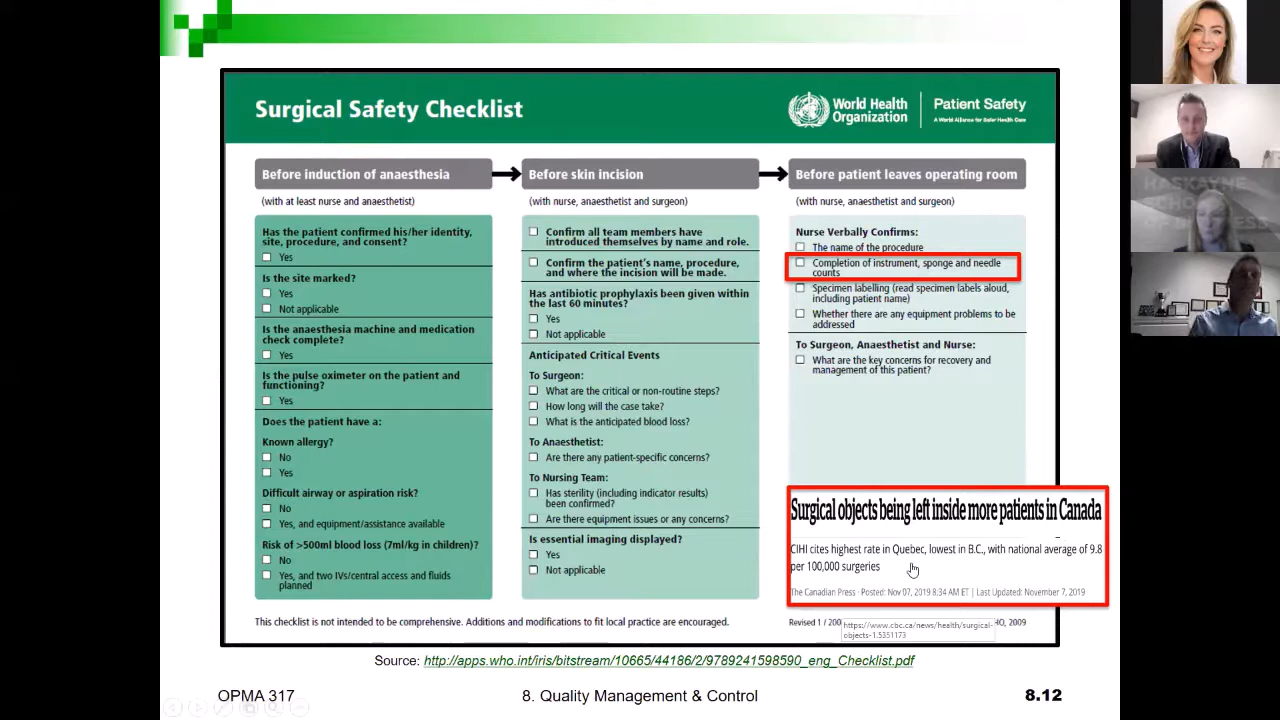 Surgical Safety Checklist
World Health
Organization
Patient Safety
A World Alliance for Safer Health Care
Before induction of anaesthesia
(with at least nurse and anaesthetist)
Has the patient confirmed his/her identity,
site, procedure, and consent?
Yes
Is the site marked?
Yes
Not applicable
Is the anaesthesia machine and medication
check complete?
Yes
Is the pulse oximeter on the patient and
functioning?
Yes
Does the patient have a:
Known allergy?
No
Yes
Difficult airway or aspiration risk?
No
Yes, and equipment/assistance available
Risk of >500ml blood loss (7ml/kg in children)?
No
Yes, and two IVs/central access and fluids
planned
Before skin incision
(with nurse, anaesthetist and surgeon)
Confirm all team members have
introduced themselves by name and role.
Confirm the patient's name, procedure,
and where the incision will be made.
Has antibiotic prophylaxis been given within
the last 60 minutes?
Yes
Not applicable
Anticipated Critical Events
To Surgeon:
What are the critical or non-routine steps?
How long will the case take?
What is the anticipated blood loss?
To Anaesthetist:
Are there any patient-specific concerns?
To Nursing Team:
Has sterility (including indicator results)
been confirmed?
Are there equipment issues or any concerns?
Is essential imaging displayed?
Yes
Not applicable
Before patient leaves operating room
(with nurse, anaesthetist and surgeon)
Nurse Verbally Confirms:
The name of the procedure
Completion of instrument, sponge and needle
counts
Specimen labelling (read specimen labels aloud,
including patient name)
Whether there are any equipment problems to be
addressed
To Surgeon, Anaesthetist and Nurse:
What are the key concerns for recovery and
management of this patient?
Surgical objects being left inside more patients in Canada
CIHI cites highest rate in Quebec, lowest in B.C., with national average of 9.8
per 100,000 surgeries
The Canadian Press · Posted: Nov 07, 2019 8:34 AM ET | Last Updated: November 7, 2019
This checklist is not intended to be comprehensive. Additions and modifications to fit local practice are encouraged.
Revised 1 / 200
HO, 2009
https://www.cbc.ca/news/health/surgical-
objects-1.5351173
Source: http://apps.who.int/iris/bitstream/10665/44186/2/9789241598590_eng_Checklist.pdf
OPMA 317
8. Quality Management & Control
8.12